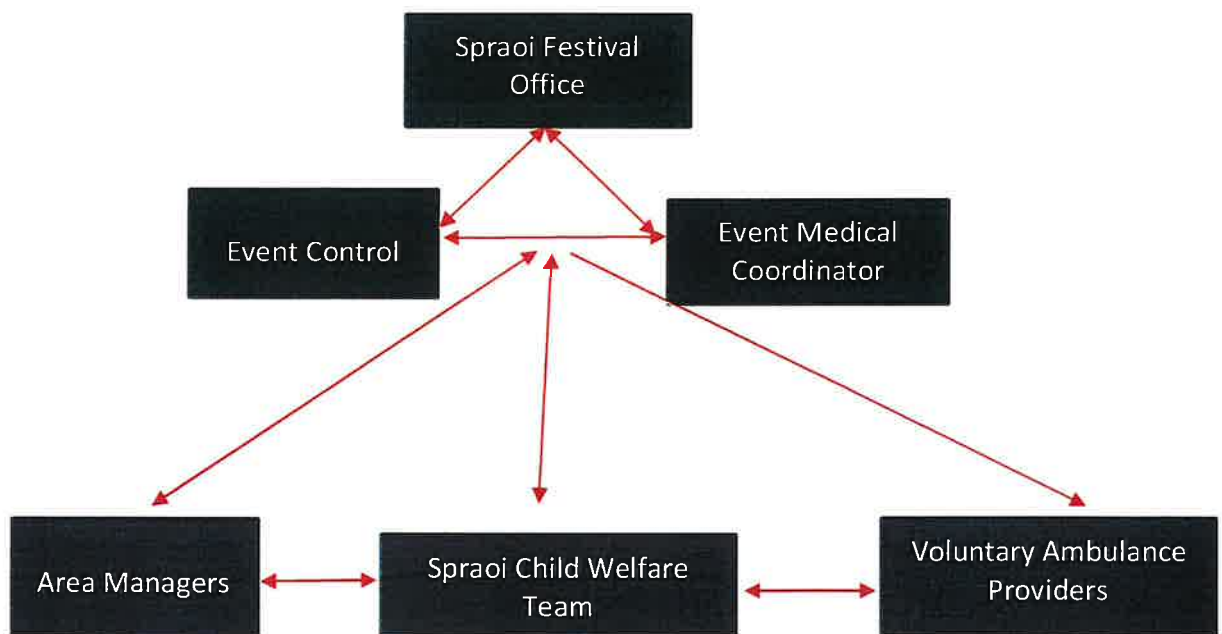 Spraoi Festival
Office
Event Control
Event Medical
Coordinator
Area Managers
Spraoi Child Welfare
Team
Voluntary Ambulance
Providers